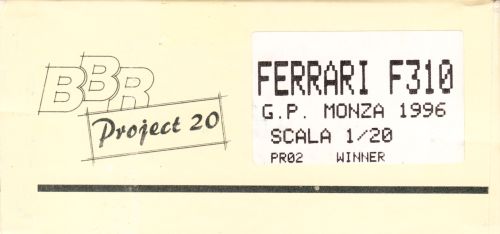 BBR
Project 20
FERRARI F310
G.P. MONZA 1996
SCALA 1/20
PR02 WINNER